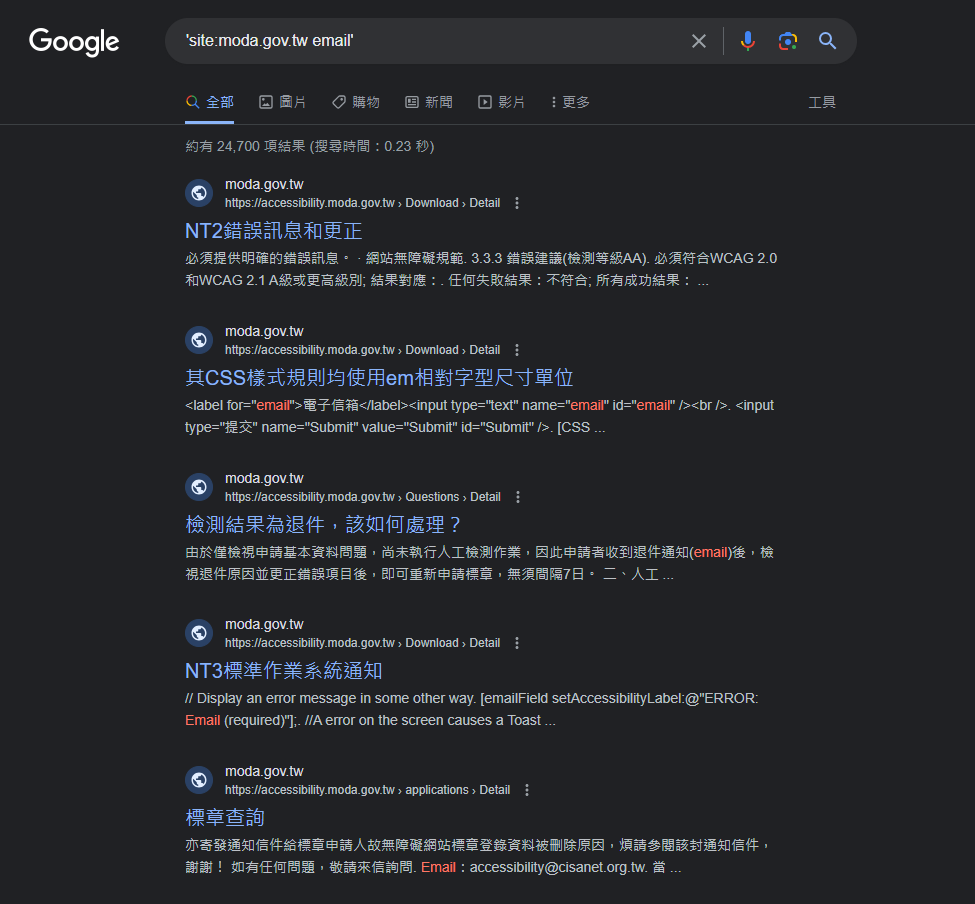 Google
'site:moda.gov.tw email'
全部 圖片 購物 新聞 影片 更多 工具
約有 24,700 項結果 (搜尋時間：0.23 秒)
moda.gov.tw
https://accessibility.moda.gov.tw › Download › Detail
NT2錯誤訊息和更正
必須提供明確的錯誤訊息。 · 網站無障礙規範. 3.3.3 錯誤建議(檢測等級AA). 必須符合WCAG 2.0
和WCAG 2.1 A級或更高級別; 結果對應：. 任何失敗結果：不符合; 所有成功結果： ...
moda.gov.tw
https://accessibility.moda.gov.tw › Download › Detail
其CSS樣式規則均使用em相對字型尺寸單位
<label for="email">電子信箱</label><input type="text" name="email" id="email" /><br />. <input
type="提交" name="Submit" value="Submit" id="Submit" />. [CSS ...
moda.gov.tw
https://accessibility.moda.gov.tw › Questions › Detail
檢測結果為退件，該如何處理？
由於僅檢視申請基本資料問題，尚未執行人工檢測作業，因此申請者收到退件通知(email)後，檢
視退件原因並更正錯誤項目後，即可重新申請標章，無須間隔7日。 二、人工 ...
moda.gov.tw
https://accessibility.moda.gov.tw › Download › Detail
NT3標準作業系統通知
// Display an error message in some other way. [emailField setAccessibilityLabel:@"ERROR:
Email (required)"];. //A error on the screen causes a Toast ...
moda.gov.tw
https://accessibility.moda.gov.tw › applications › Detail
標章查詢
亦寄發通知信件給標章申請人故無障礙網站標章登錄資料被刪除原因，煩請參閱該封通知信件，
謝謝！ 如有任何問題，敬請來信詢問. Email：accessibility@cisanet.org.tw. 當 ...